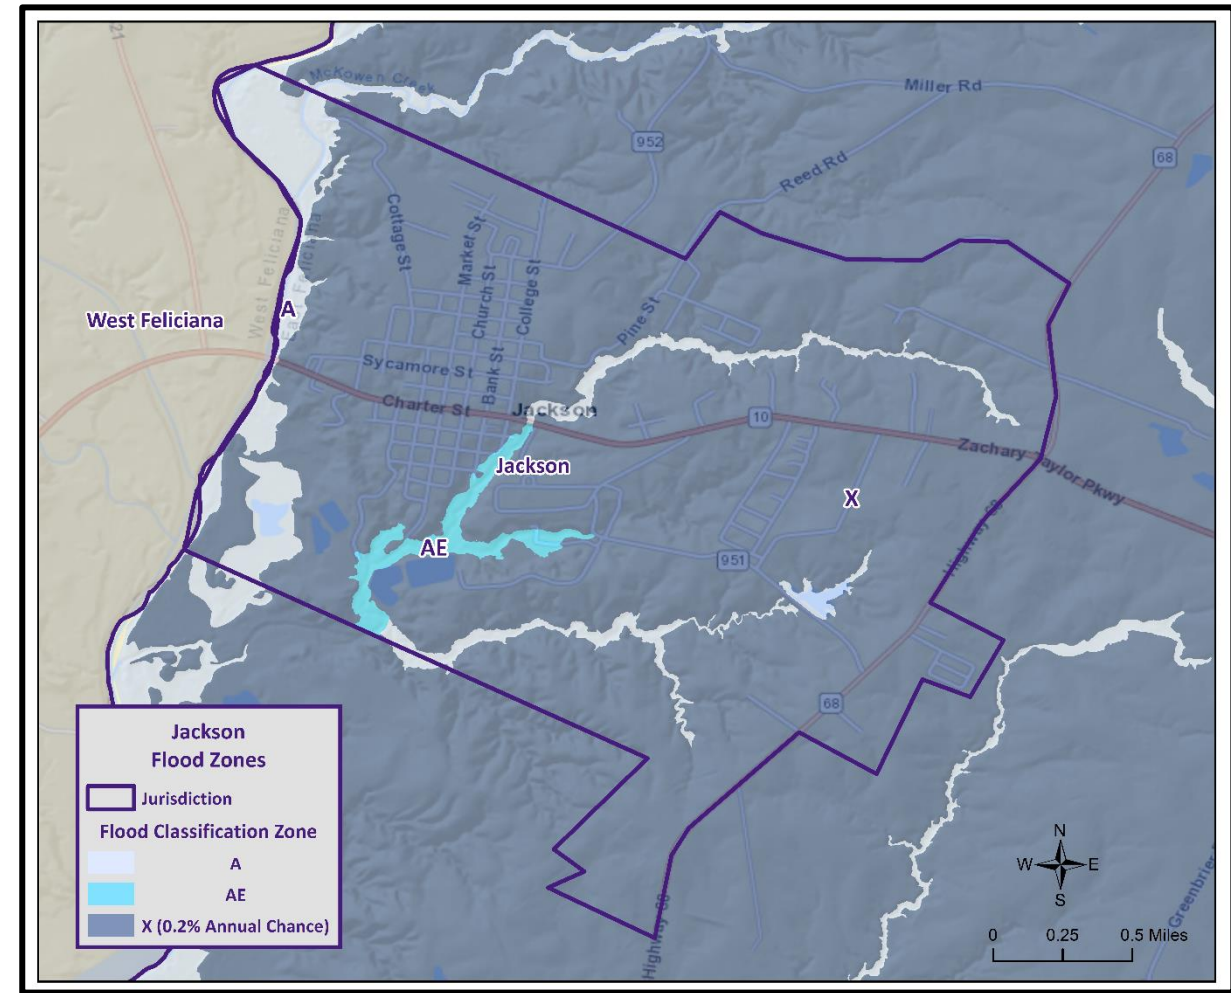 21
McKowen Creek
Miller Rd
952
68
Reed Rd
Cottage St
Market St
Church St
College St
West Feliciana
East Feliciana
A
West Feliciana
Pine St
Sycamore St
Bank St
Charter St
Jackson
10
Zachary Taylor Pkwy
Jackson
X
Highway 68
AE
951
68
Jackson
Flood Zones
Jurisdiction
Flood Classification Zone
A
AE
X (0.2% Annual Chance)
Highway 68
Greenbrier
N
W
E
S
0
0.25
0.5 Miles